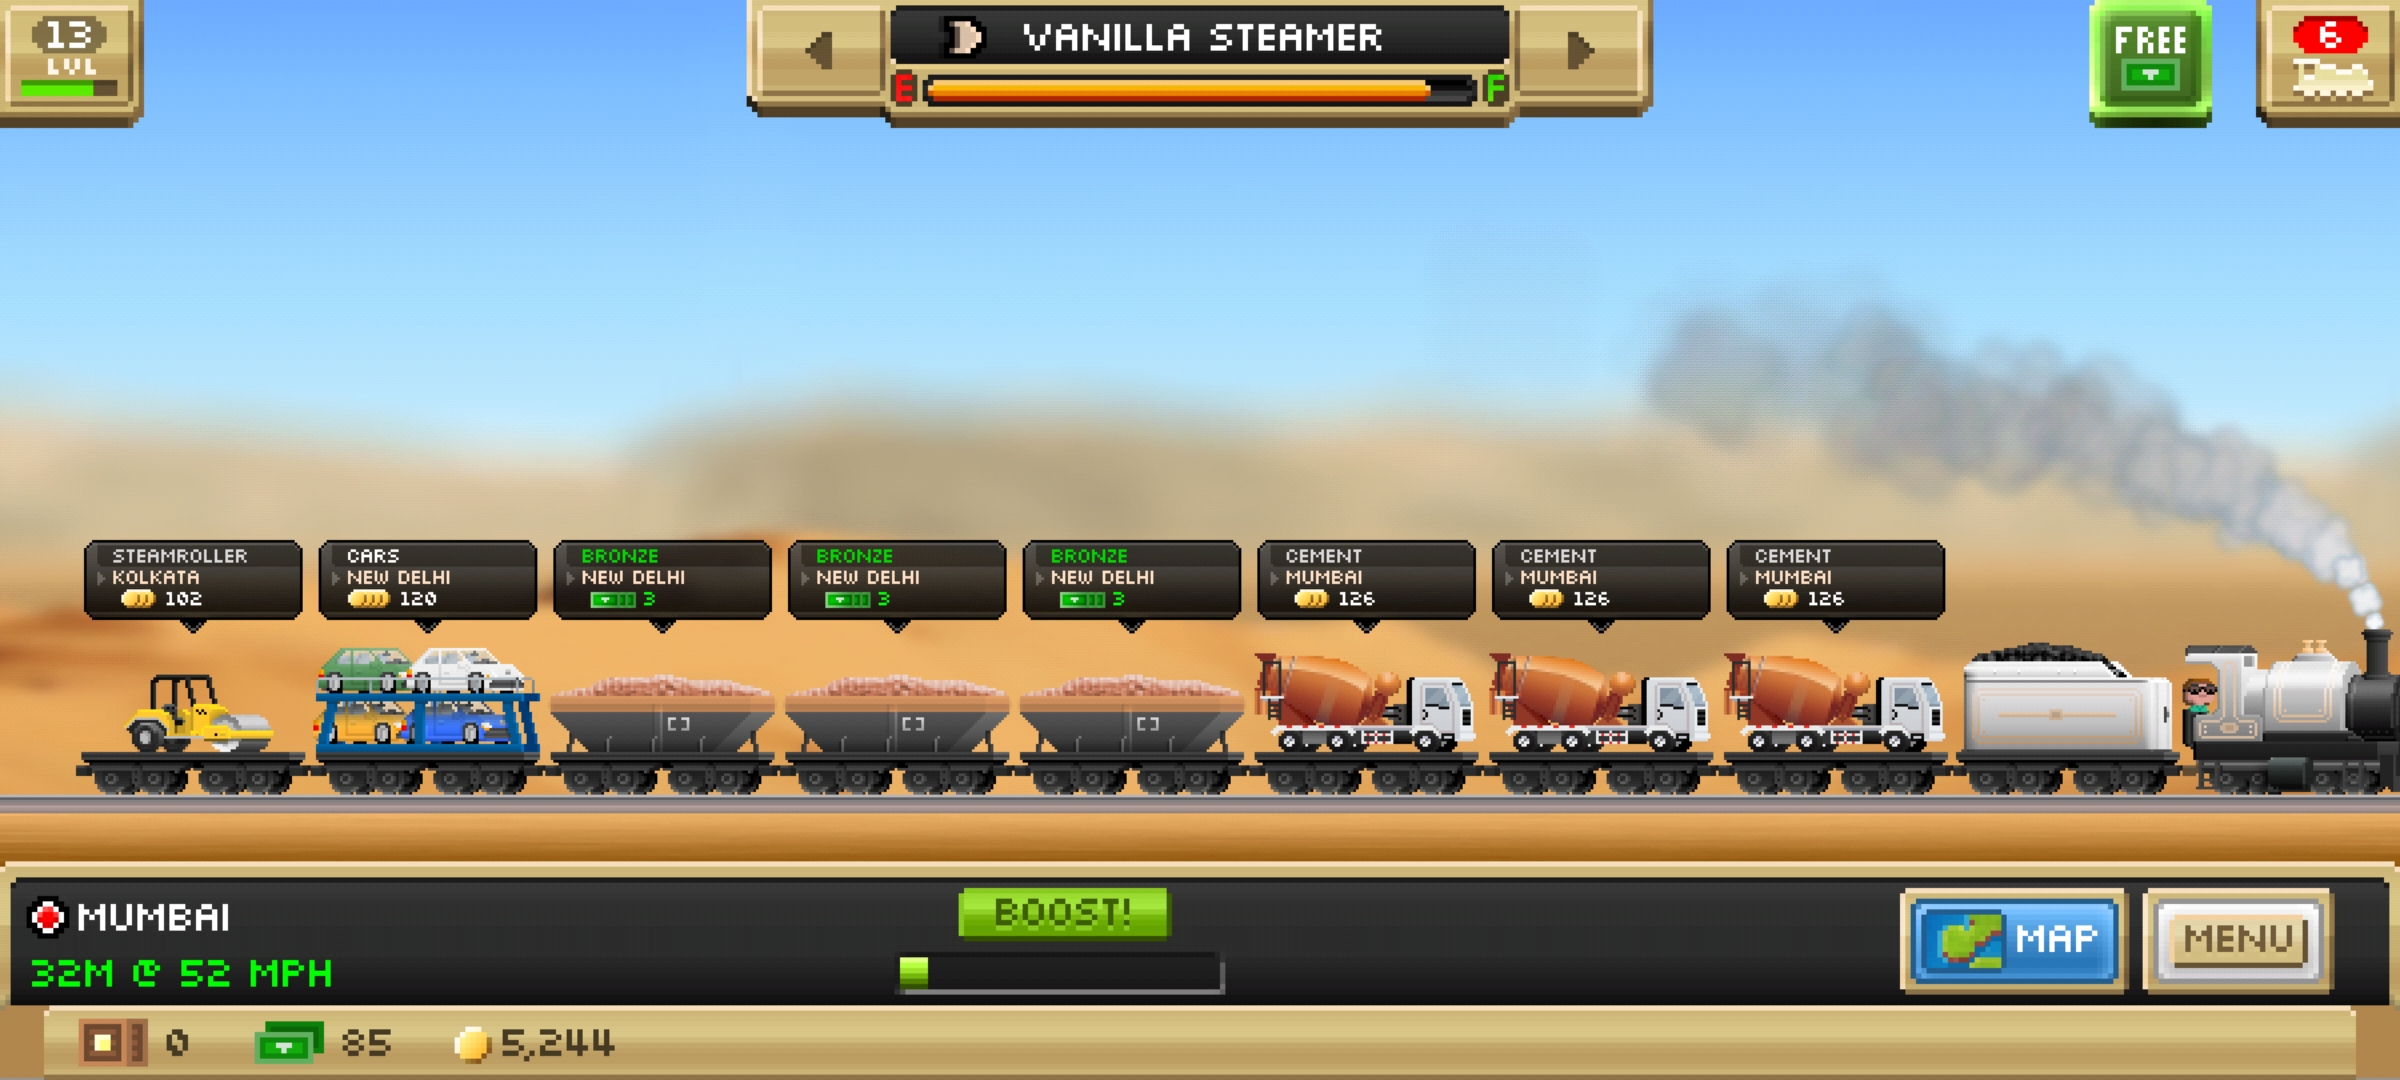 13
LVL
VANILLA STEAMER
E F
FREE
6
STEAMROLLER
KOLKATA
102
CARS
NEW DELHI
120
BRONZE
NEW DELHI
3
BRONZE
NEW DELHI
3
BRONZE
NEW DELHI
3
CEMENT
MUMBAI
126
CEMENT
MUMBAI
126
CEMENT
MUMBAI
126
MUMBAI
32M @ 52 MPH
BOOST!
MAP
MENU
0
85
5,244